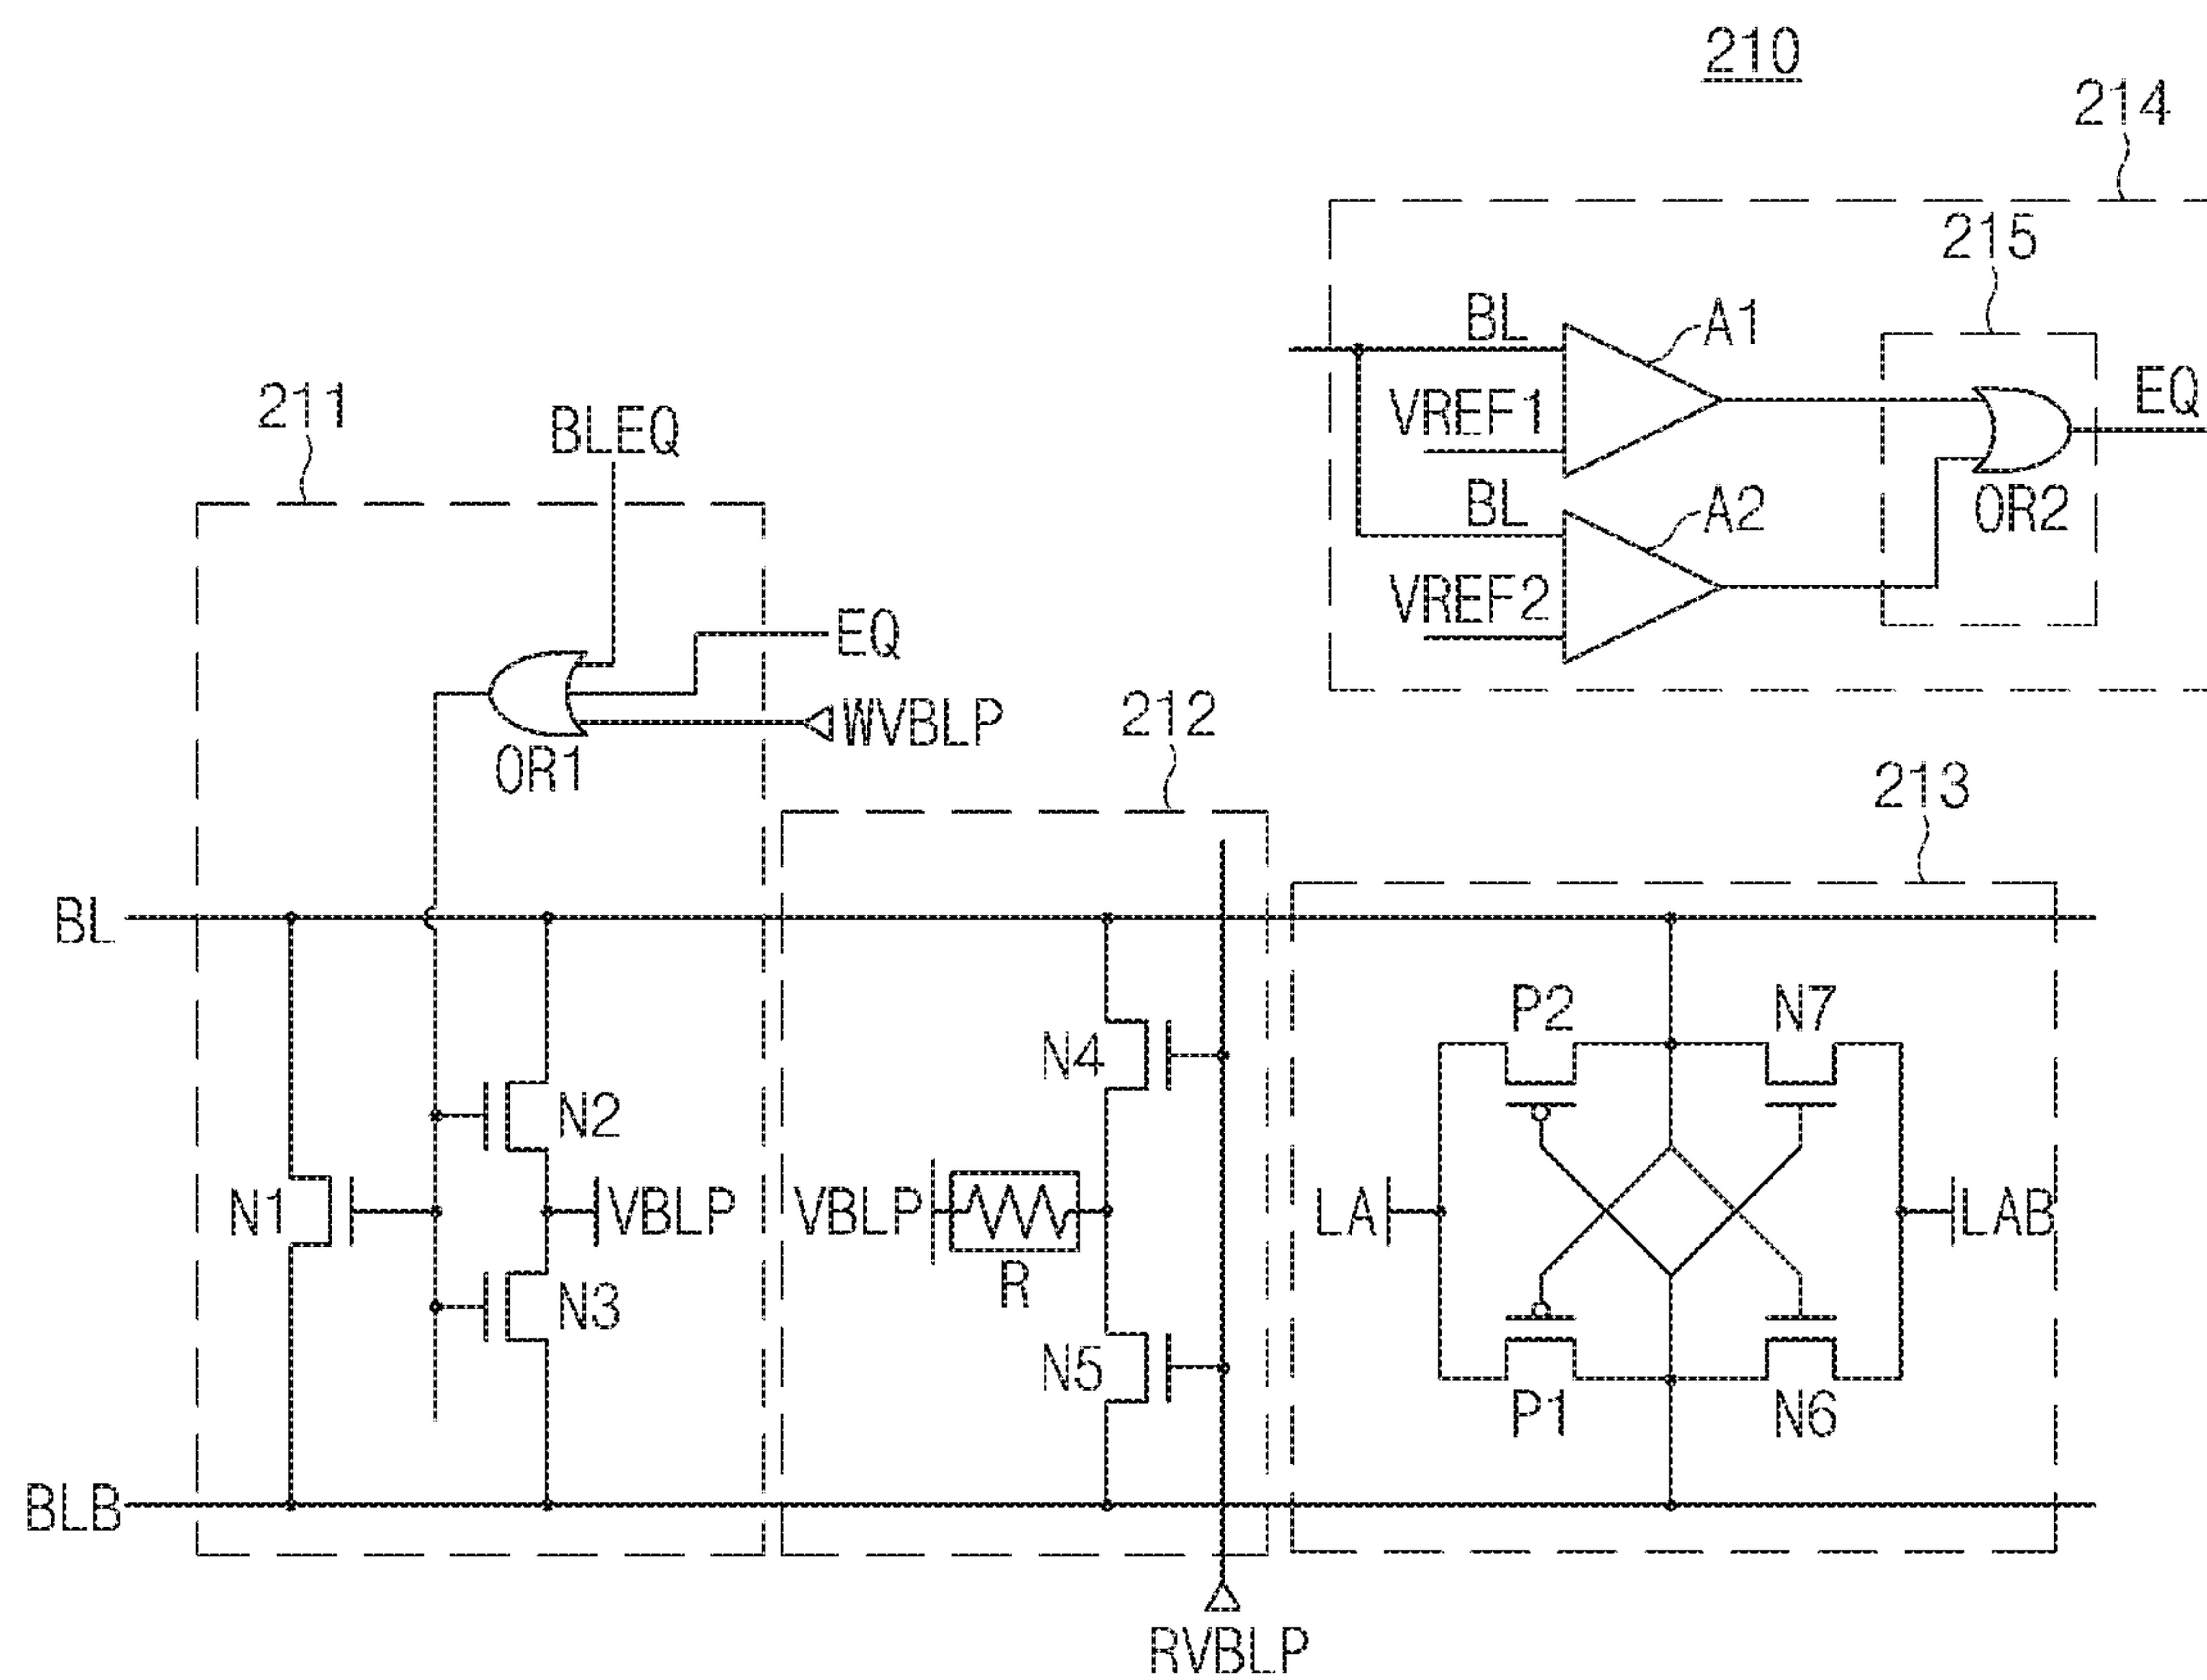 210
214
215
BL
A1
VREF1
EQ
BL
A2
OR2
VREF2
211
BLEQ
EQ
WVBLP
OR1
212
213
BL
P2
N7
N4
N2
N1
VBLP
VBLP
LA
LAB
R
N3
N5
P1
N6
BLB
RVBLP